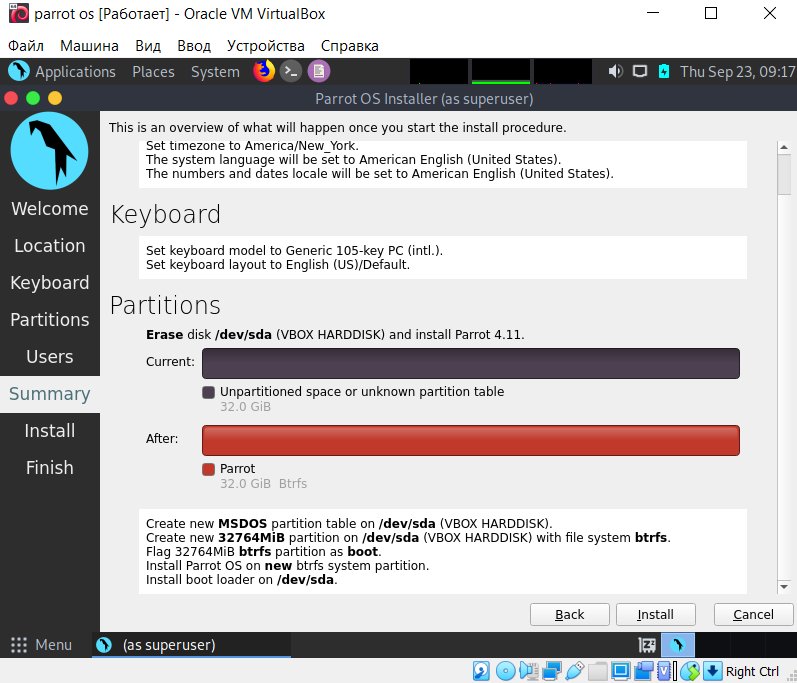 parrot os [Работает] - Oracle VM VirtualBox
Файл Машина Вид Ввод Устройства Справка
Applications Places System Thu Sep 23, 09:17
Parrot OS Installer (as superuser)
This is an overview of what will happen once you start the install procedure.
Set timezone to America/New_York.
The system language will be set to American English (United States).
The numbers and dates locale will be set to American English (United States).
Welcome
Location
Keyboard
Partitions
Users
Summary
Install
Finish
Keyboard
Set keyboard model to Generic 105-key PC (intl.).
Set keyboard layout to English (US)/Default.
Partitions
Erase disk /dev/sda (VBOX HARDDISK) and install Parrot 4.11.
Current:
Unpartitioned space or unknown partition table
32.0 GiB
After:
Parrot
32.0 GiB Btrfs
Create new MSDOS partition table on /dev/sda (VBOX HARDDISK).
Create new 32764MiB partition on /dev/sda (VBOX HARDDISK) with file system btrfs.
Flag 32764MiB btrfs partition as boot.
Install Parrot OS on new btrfs system partition.
Install boot loader on /dev/sda.
Back Install Cancel
Menu (as superuser)
Right Ctrl